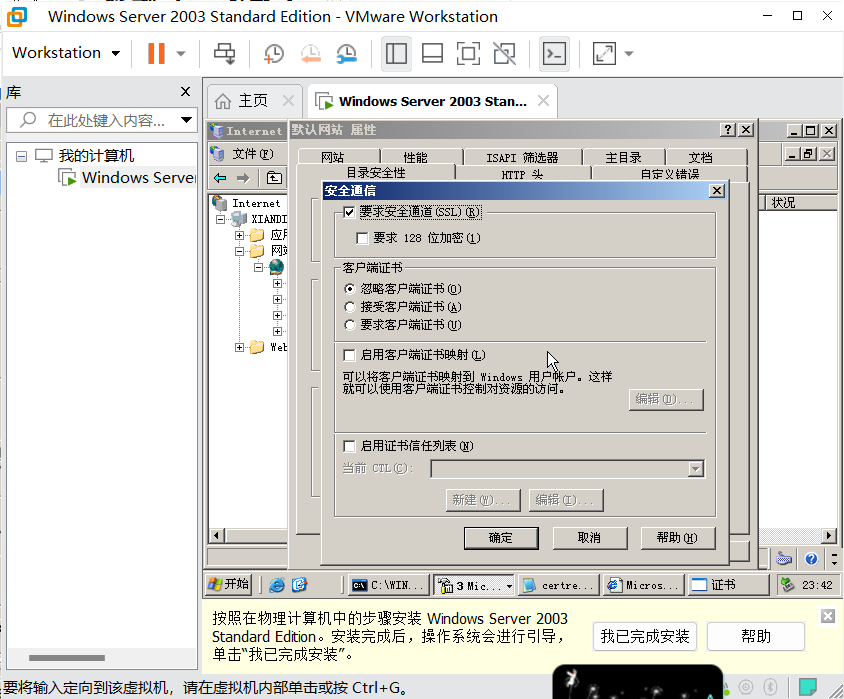 Windows Server 2003 Standard Edition - VMware Workstation
Workstation
库
在此处键入内容...
我的计算机
Windows Server
主页
Windows Server 2003 Stan...
Internet
默认网站 属性
文件(F)
网站
性能
ISAPI 筛选器
主目录
文档
目录安全性
HTTP 头
自定义错误
Internet
XIANDI
网站
Web
状况
安全通信
要求安全通道(SSL)(R)
要求 128 位加密(1)
客户端证书
忽略客户端证书(O)
接受客户端证书(A)
要求客户端证书(U)
启用客户端证书映射(L)
可以将客户端证书映射到 Windows 用户帐户。这样
就可以使用客户端证书控制对资源的访问。
编辑(D)...
启用证书信任列表(N)
当前 CTL(C):
新建(W)...
编辑(I)...
确定
取消
帮助(H)
开始
C:\WIN...
3 Mic...
certre...
Micros...
证书
23:42
按照在物理计算机中的步骤安装 Windows Server 2003
Standard Edition。安装完成后，操作系统会进行引导，
单击“我已完成安装”。
我已完成安装
帮助
要将输入定向到该虚拟机，请在虚拟机内部单击或按 Ctrl+G。